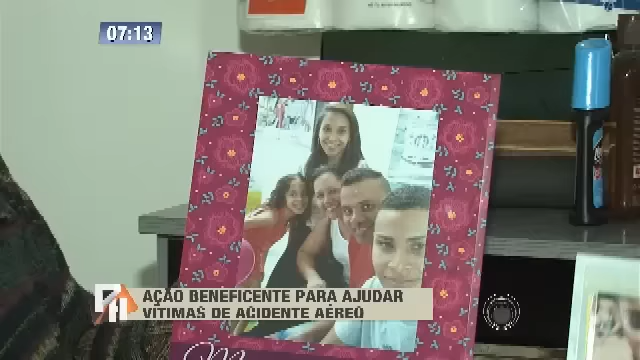 07:13
AÇÃO BENEFICENTE PARA AJUDAR
VÍTIMAS DE ACIDENTE AÉREO